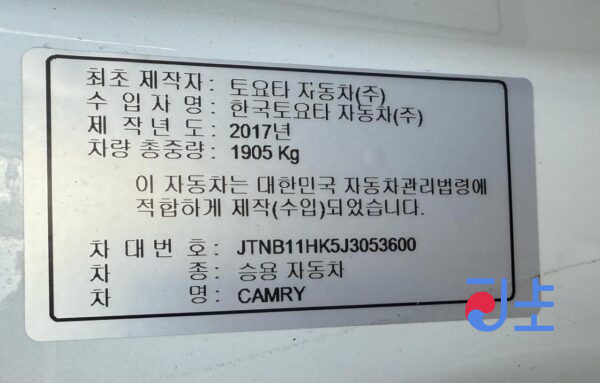 최초 제작자 : 토요타 자동차(주)
수 입 자 명 : 한국토요타 자동차(주)
제 작 년 도 : 2017년
차량 총중량 : 1905 Kg
이 자동차는 대한민국 자동차관리법령에
적합하게 제작(수입)되었습니다.
차 대 번 호 : JTNB11HK5J3053600
차 종 : 승용 자동차
차 명 : CAMRY